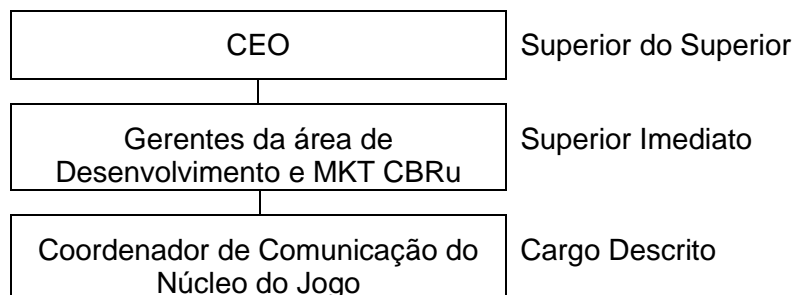 CEO Superior do Superior
Gerentes da área de Superior Imediato
Desenvolvimento e MKT CBRu
Coordenador de Comunicação do Cargo Descrito
Núcleo do Jogo